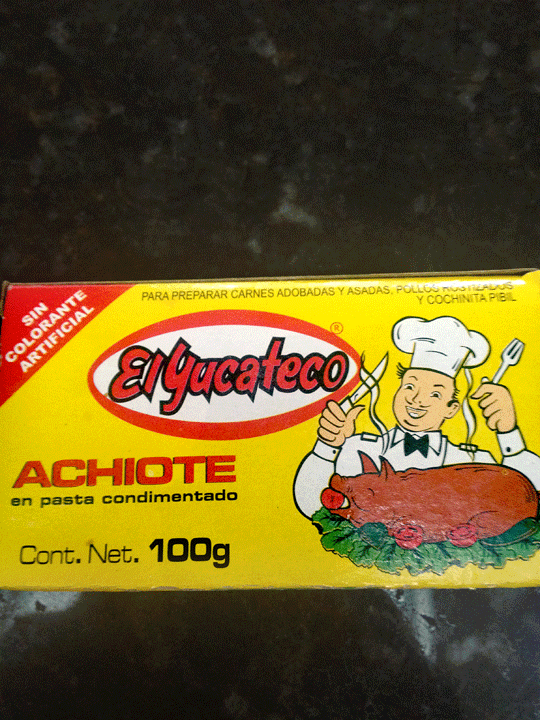 SIN
COLORANTE
ARTIFICIAL
PARA PREPARAR CARNES ADOBADAS Y ASADAS, POLLOS ROSTIZADOS
Y COCHINITA PIBIL
El Yucateco ®
ACHIOTE
en pasta condimentado
Cont. Net. 100g